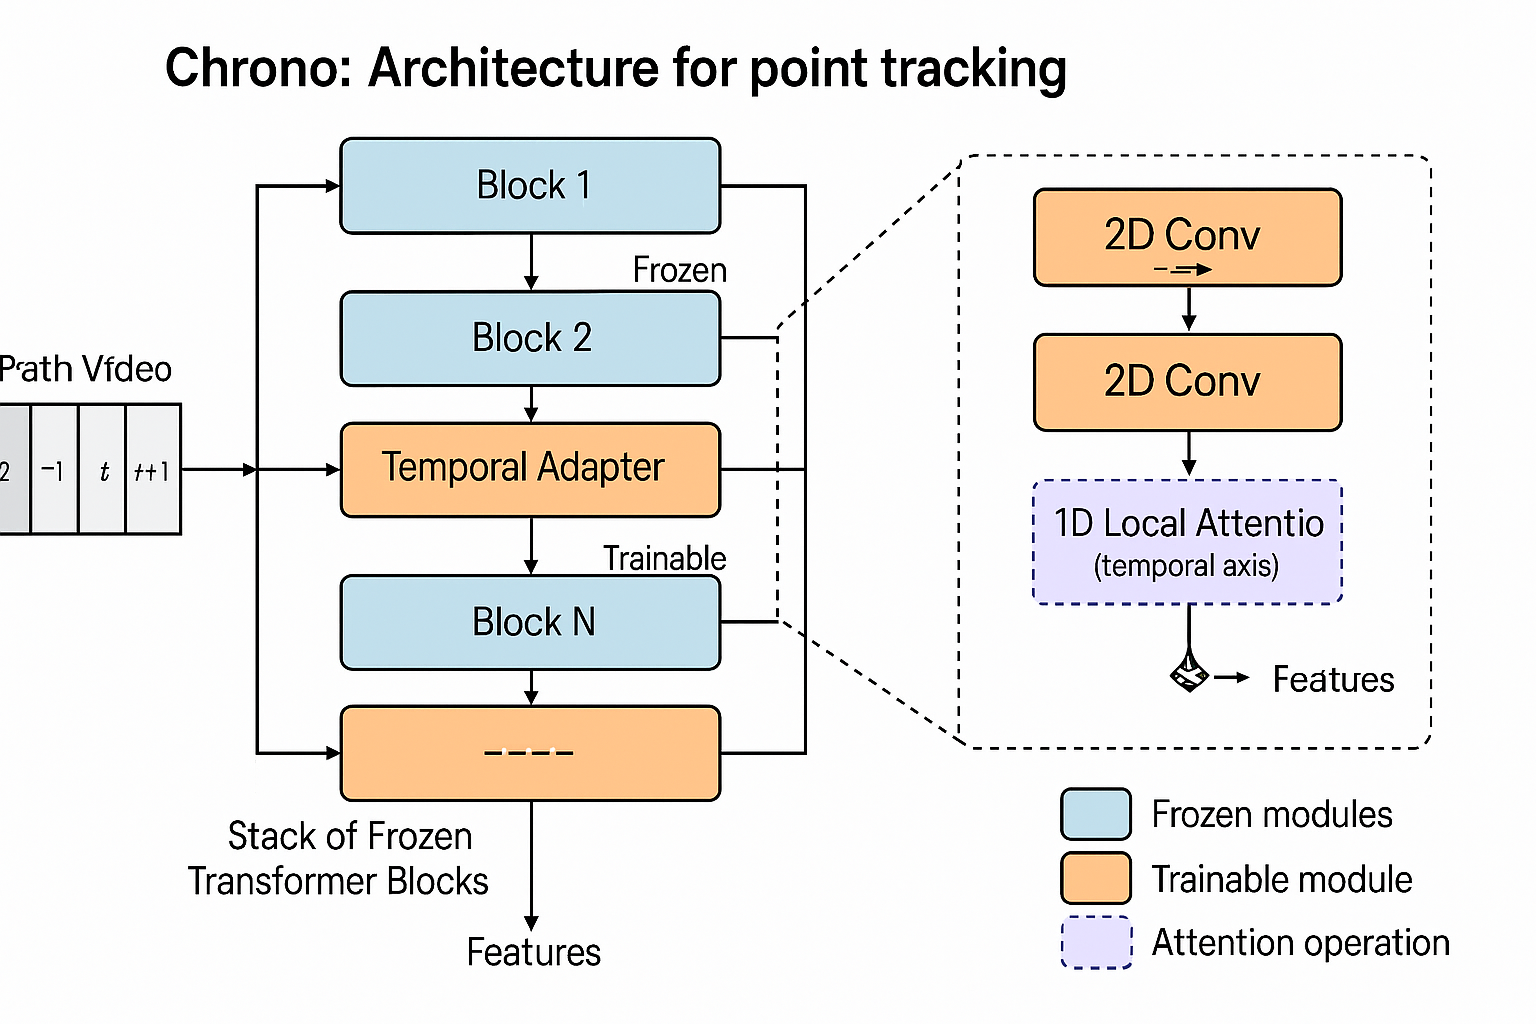 Chrono: Architecture for point tracking
Block 1
Frozen
Block 2
Temporal Adapter
Trainable
Block N
Stack of Frozen
Transformer Blocks
Features
Path Vfdeo
2 −1 t t+1
2D Conv
2D Conv
1D Local Attentio
(temporal axis)
Featues
Frozen modules
Trainable module
Attention operation